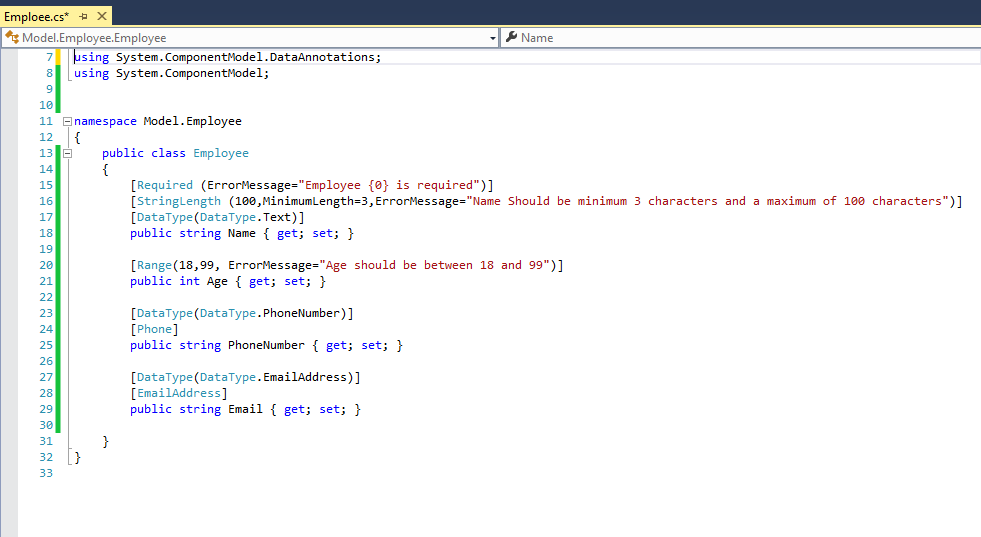 Emploee.cs*
Model.Employee.Employee
Name
7 using System.ComponentModel.DataAnnotations;
8 using System.ComponentModel;
9
10
11 namespace Model.Employee
12 {
13 public class Employee
14 {
15 [Required (ErrorMessage="Employee {0} is required")]
16 [StringLength (100,MinimumLength=3,ErrorMessage="Name Should be minimum 3 characters and a maximum of 100 characters")]
17 [DataType(DataType.Text)]
18 public string Name { get; set; }
19
20 [Range(18,99, ErrorMessage="Age should be between 18 and 99")]
21 public int Age { get; set; }
22
23 [DataType(DataType.PhoneNumber)]
24 [Phone]
25 public string PhoneNumber { get; set; }
26
27 [DataType(DataType.EmailAddress)]
28 [EmailAddress]
29 public string Email { get; set; }
30
31 }
32 }
33